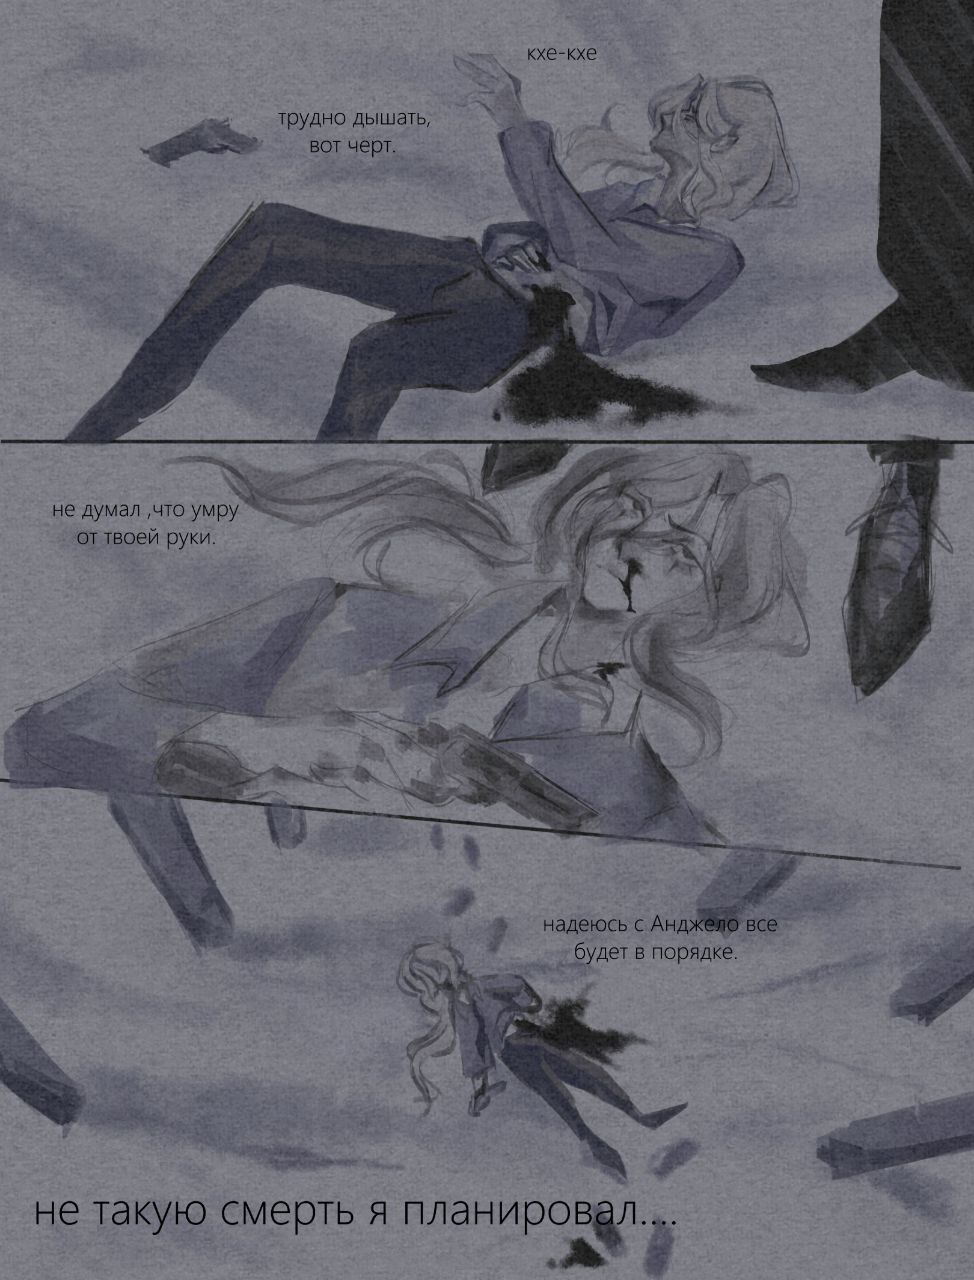 кхе-кхе
трудно дышать,
вот черт.
не думал ,что умру
от твоей руки.
надеюсь с Анджело все
будет в порядке.
не такую смерть я планировал....